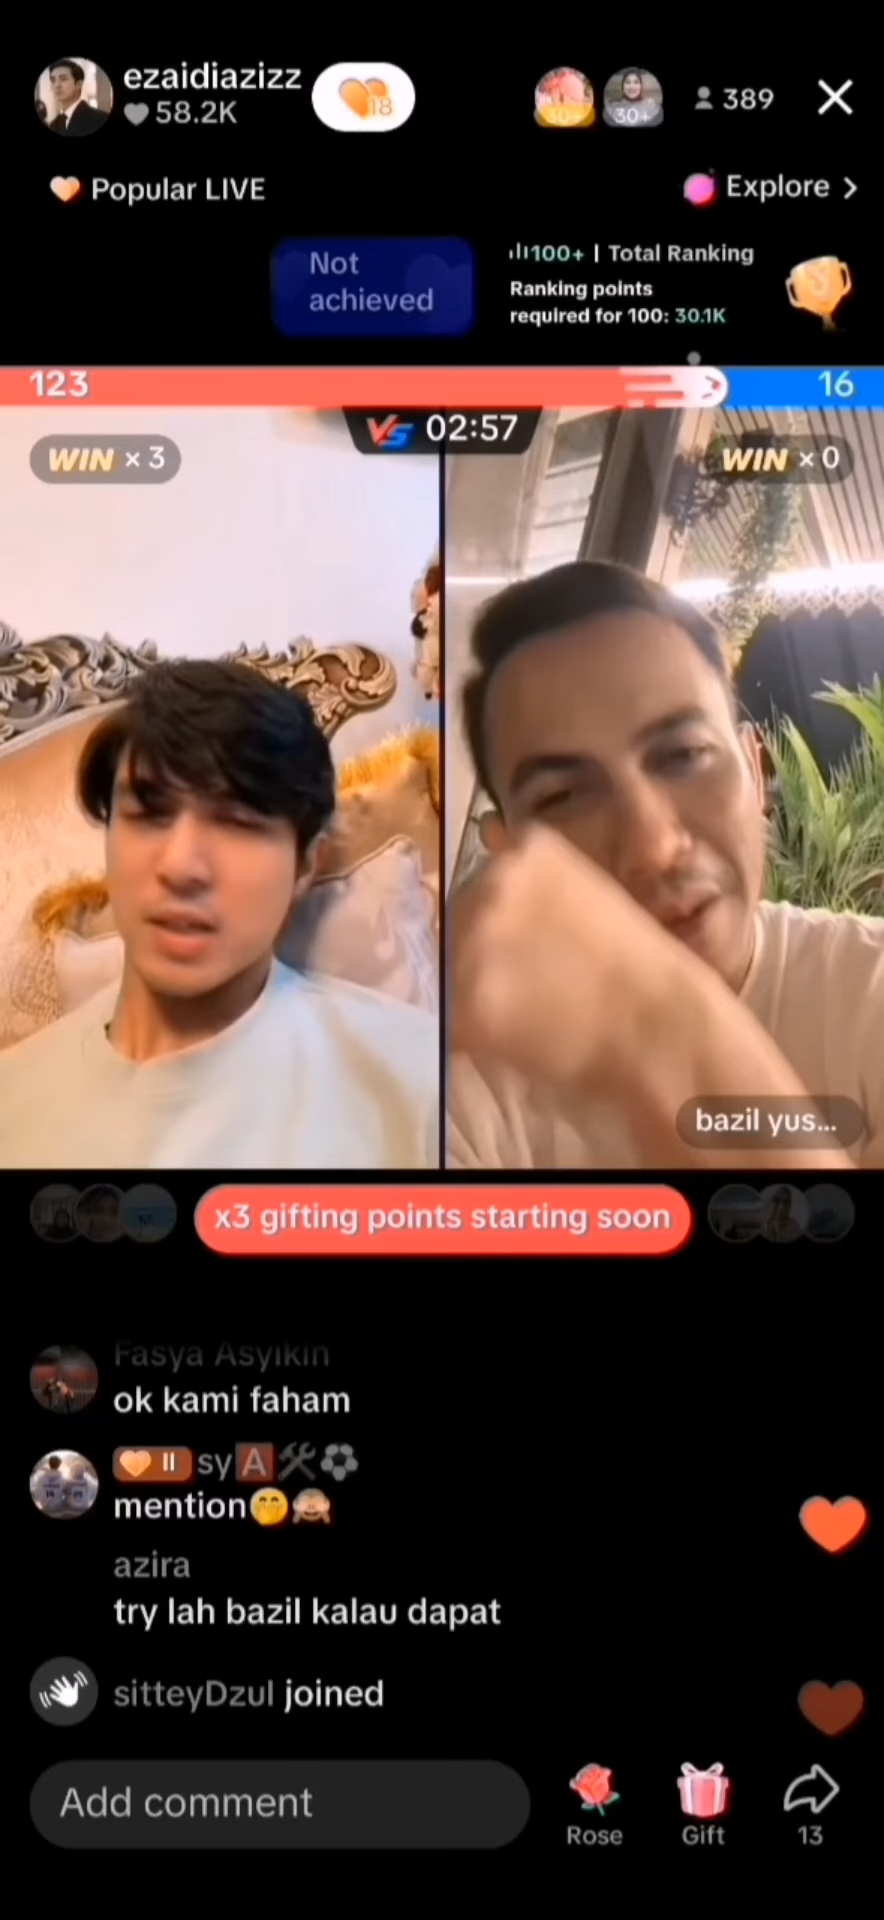 ezaidiazizz
58.2K
18
30+
30+
389
Popular LIVE
Explore
Not
achieved
100+ | Total Ranking
Ranking points
required for 100: 30.1K
123
16
VS 02:57
WIN × 3
WIN × 0
bazil yus...
x3 gifting points starting soon
Fasya Asyikin
ok kami faham
II sy🅰🛠⚽
mention🤭🙈
azira
try lah bazil kalau dapat
sitteyDzul joined
Add comment
Rose
Gift
13